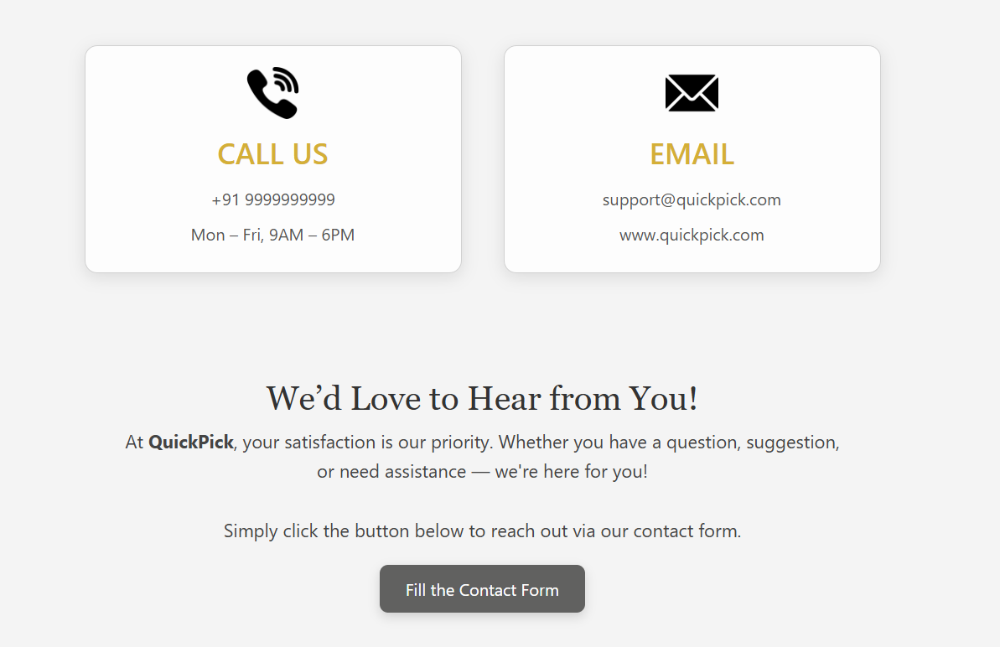 CALL US
+91 9999999999
Mon – Fri, 9AM – 6PM
EMAIL
support@quickpick.com
www.quickpick.com
We’d Love to Hear from You!
At QuickPick, your satisfaction is our priority. Whether you have a question, suggestion,
or need assistance — we're here for you!
Simply click the button below to reach out via our contact form.
Fill the Contact Form